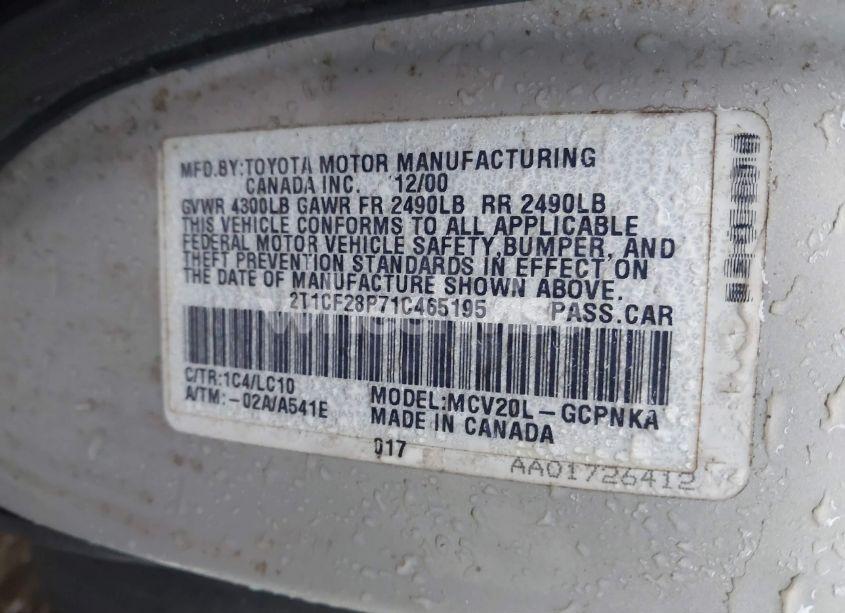 MFD.BY:TOYOTA MOTOR MANUFACTURING
CANADA INC. 12/00
GVWR 4300LB GAWR FR 2490LB RR 2490LB
THIS VEHICLE CONFORMS TO ALL APPLICABLE
FEDERAL MOTOR VEHICLE SAFETY,BUMPER, AND
THEFT PREVENTION STANDARDS IN EFFECT ON
THE DATE OF MANUFACTURE SHOWN ABOVE.
2T1CF28P71C465195 PASS.CAR
C/TR:1C4/LC10
A/TM:-02A/A541E
MODEL:MCV20L-GCPNKA
MADE IN CANADA
017
AA01726412